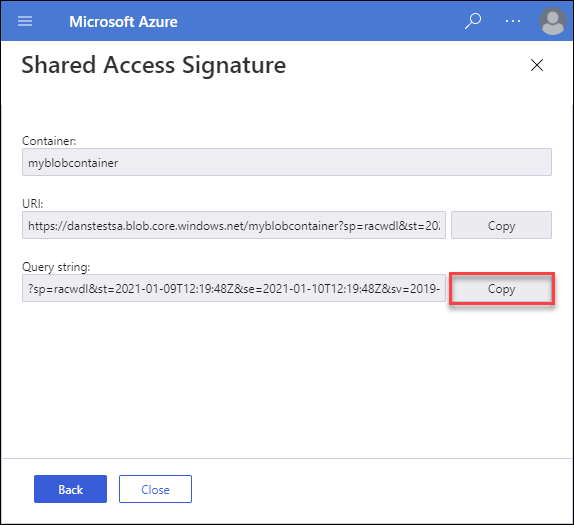 Microsoft Azure
Shared Access Signature
Container:
myblobcontainer
URI:
https://danstestsa.blob.core.windows.net/myblobcontainer?sp=racwdl&st=202
Copy
Query string:
?sp=racwdl&st=2021-01-09T12:19:48Z&se=2021-01-10T12:19:48Z&sv=2019-
Copy
Back
Close